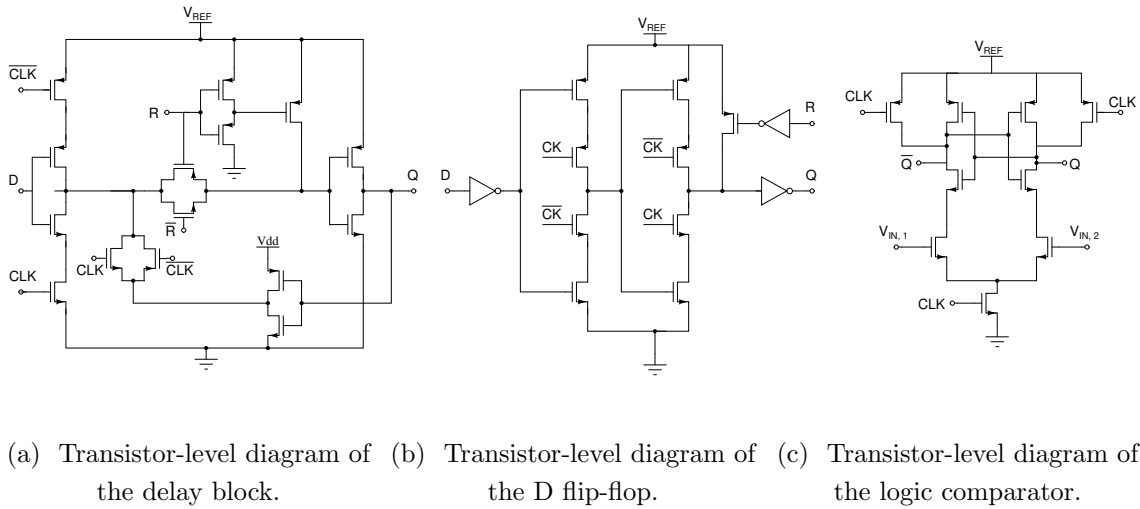 V_REF
CLK̅
R
D
Q
R̅
Vdd
CLK
CLK̅
CLK
V_REF
R
CK
C̅K̅
D
Q
C̅K̅
CK
V_REF
CLK
CLK
Q̅
Q
V_IN, 1
V_IN, 2
CLK
(a) Transistor-level diagram of the delay block.
(b) Transistor-level diagram of the D flip-flop.
(c) Transistor-level diagram of the logic comparator.